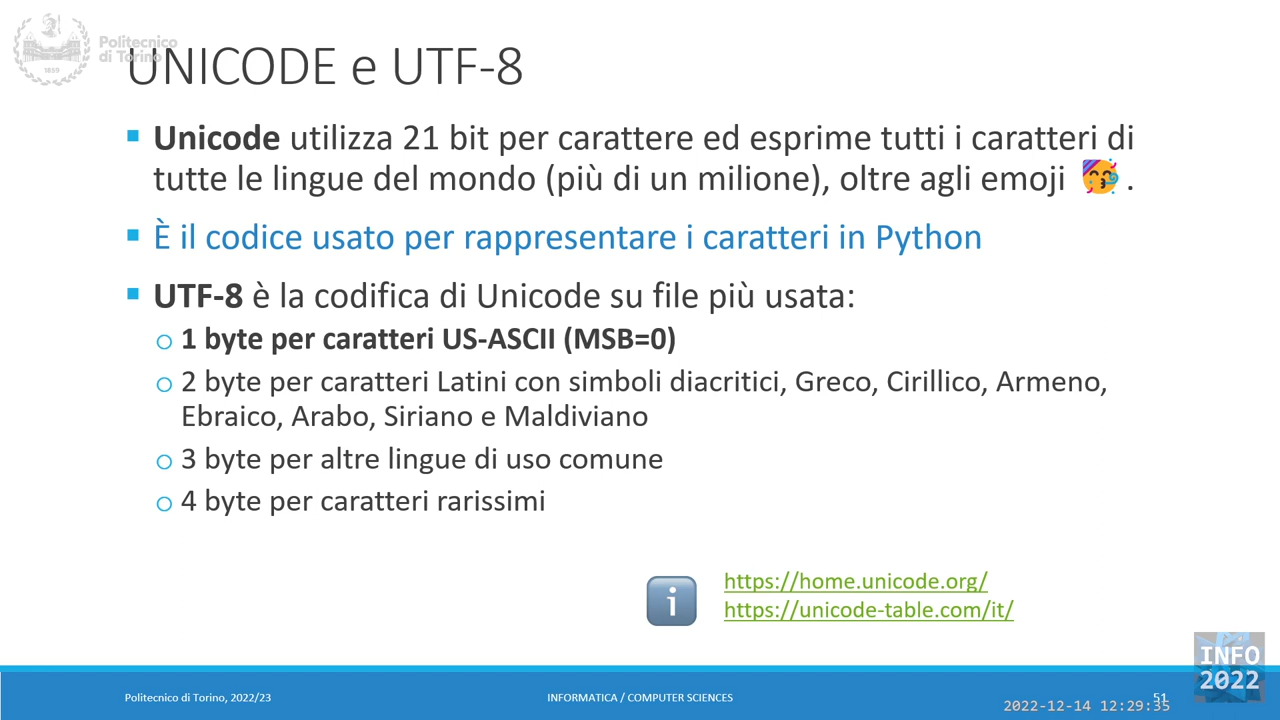 Politecnico
di Torino
1859
UNICODE e UTF-8
Unicode utilizza 21 bit per carattere ed esprime tutti i caratteri di
tutte le lingue del mondo (più di un milione), oltre agli emoji 🥳 .
È il codice usato per rappresentare i caratteri in Python
UTF-8 è la codifica di Unicode su file più usata:
1 byte per caratteri US-ASCII (MSB=0)
2 byte per caratteri Latini con simboli diacritici, Greco, Cirillico, Armeno,
Ebraico, Arabo, Siriano e Maldiviano
3 byte per altre lingue di uso comune
4 byte per caratteri rarissimi
i
https://home.unicode.org/
https://unicode-table.com/it/
INFO
2022
Politecnico di Torino, 2022/23
INFORMATICA / COMPUTER SCIENCES
51
2022-12-14 12:29:35